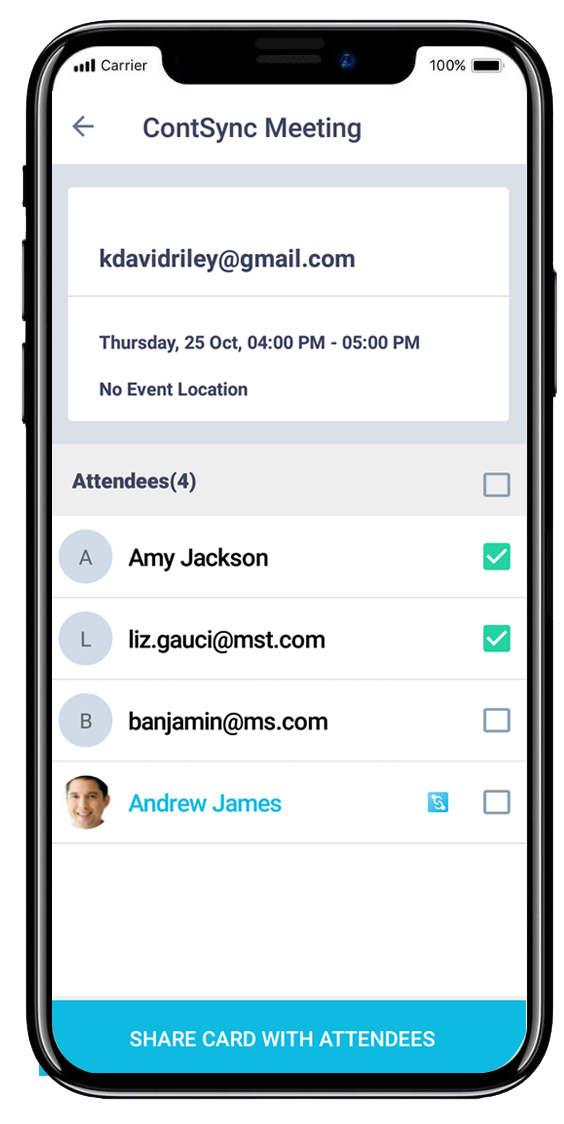 Carrier 100%
ContSync Meeting
kdavidriley@gmail.com
Thursday, 25 Oct, 04:00 PM - 05:00 PM
No Event Location
Attendees(4)
A Amy Jackson
L liz.gauci@mst.com
B banjamin@ms.com
Andrew James
SHARE CARD WITH ATTENDEES